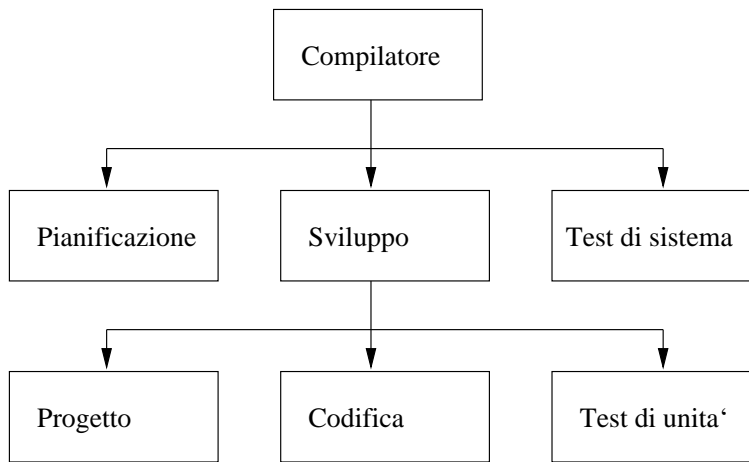 Compilatore
Pianificazione
Sviluppo
Test di sistema
Progetto
Codifica
Test di unita‘